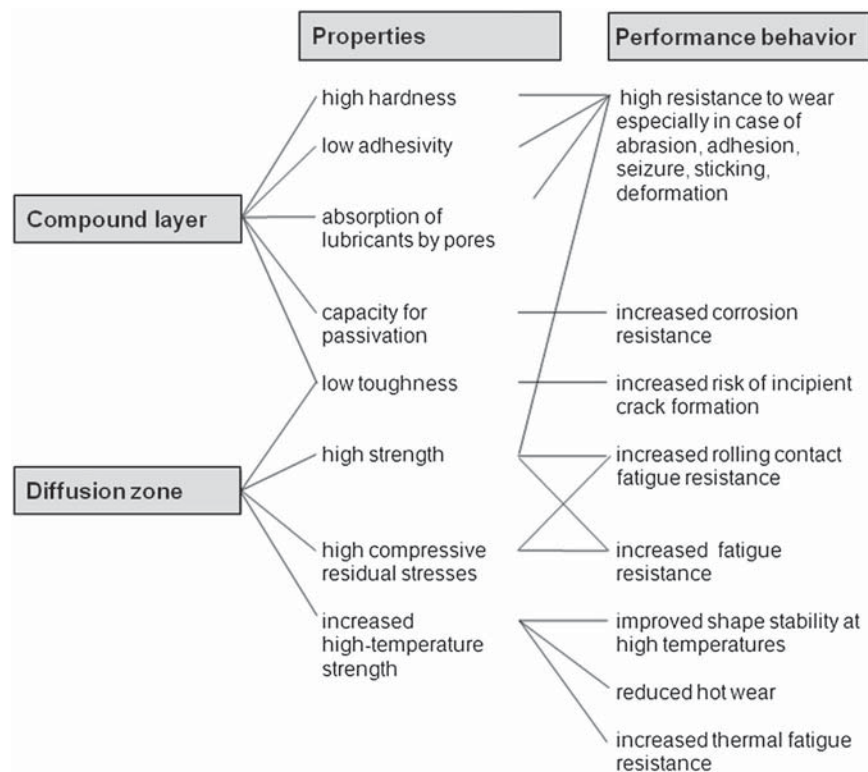 Properties
Performance behavior
Compound layer
Diffusion zone
high hardness
low adhesivity
absorption of
lubricants by pores
capacity for
passivation
low toughness
high strength
high compressive
residual stresses
increased
high-temperature
strength
high resistance to wear
especially in case of
abrasion, adhesion,
seizure, sticking,
deformation
increased corrosion
resistance
increased risk of incipient
crack formation
increased rolling contact
fatigue resistance
increased fatigue
resistance
improved shape stability at
high temperatures
reduced hot wear
increased thermal fatigue
resistance